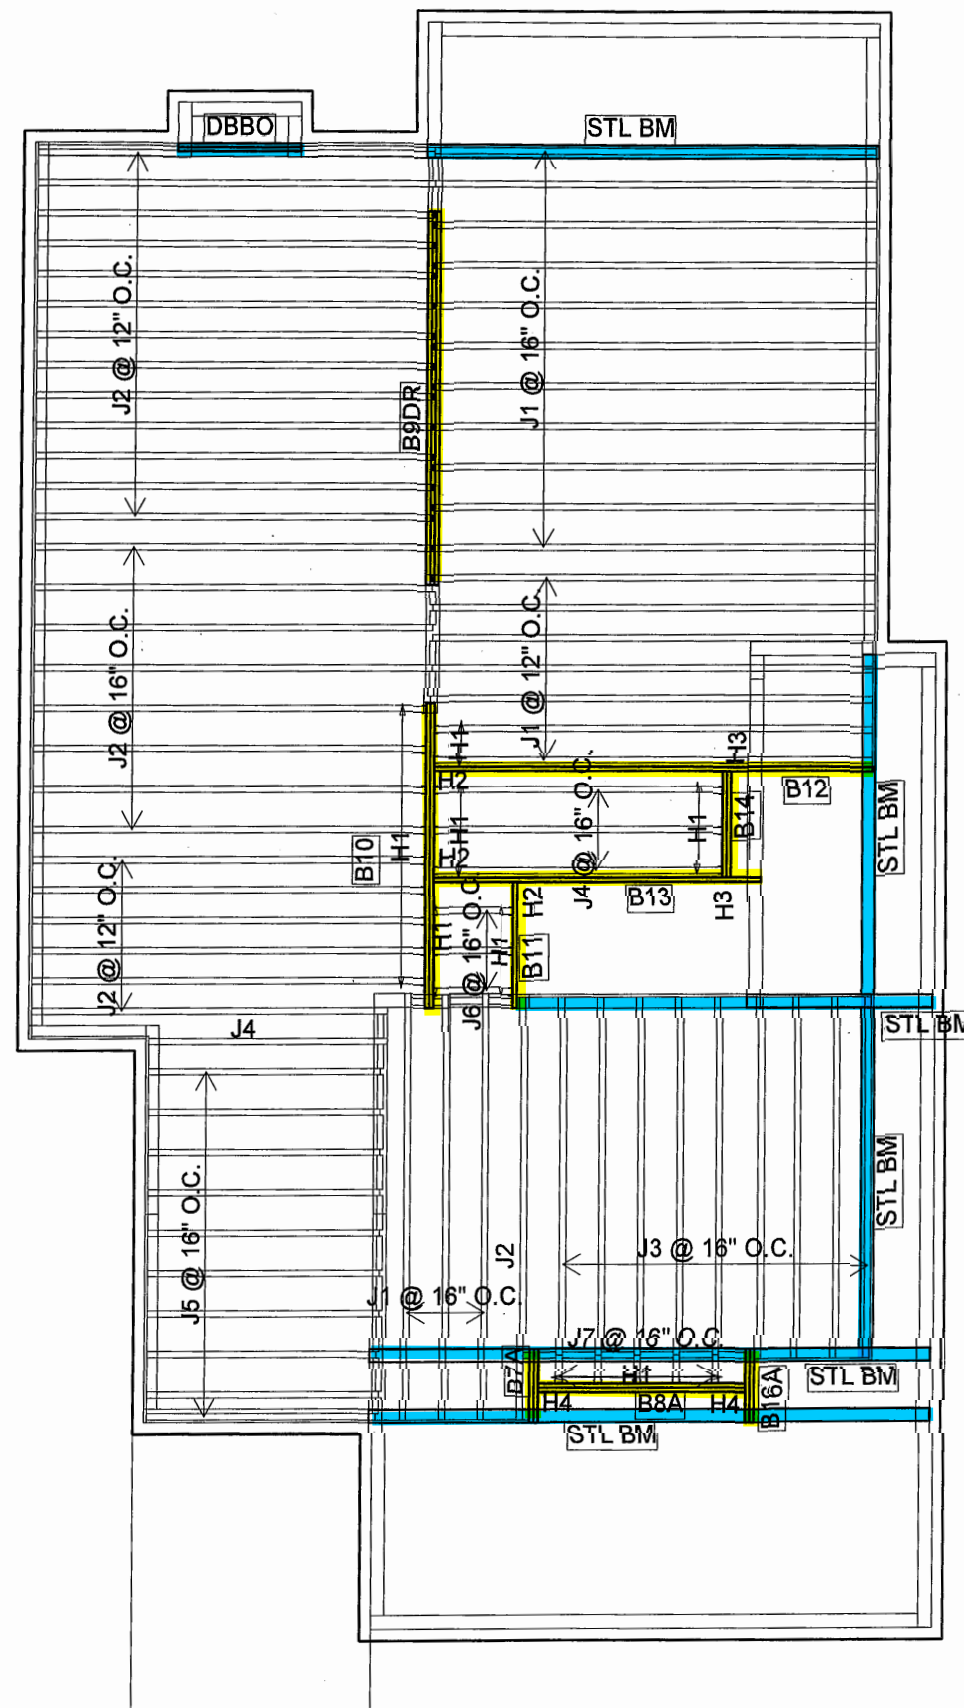 DBBO
STL BM
J2 @ 12" O.C.
J1 @ 16" O.C.
B9DR
J2 @ 16" O.C.
J1 @ 12" O.C.
H1
H3
H2
B12
STL BM
B10
H1
H1
J4 @ 16" O.C.
H1
B14
H2
J2 @ 12" O.C.
H1
J6 @ 16" O.C.
H1
H2
B11
B13
H3
J4
STL BM
J5 @ 16" O.C.
STL BM
J2
J3 @ 16" O.C.
J1 @ 16" O.C.
J7 @ 16" O.C.
B7A
H1
STL BM
H4
B8A
H4
B16A
STL BM